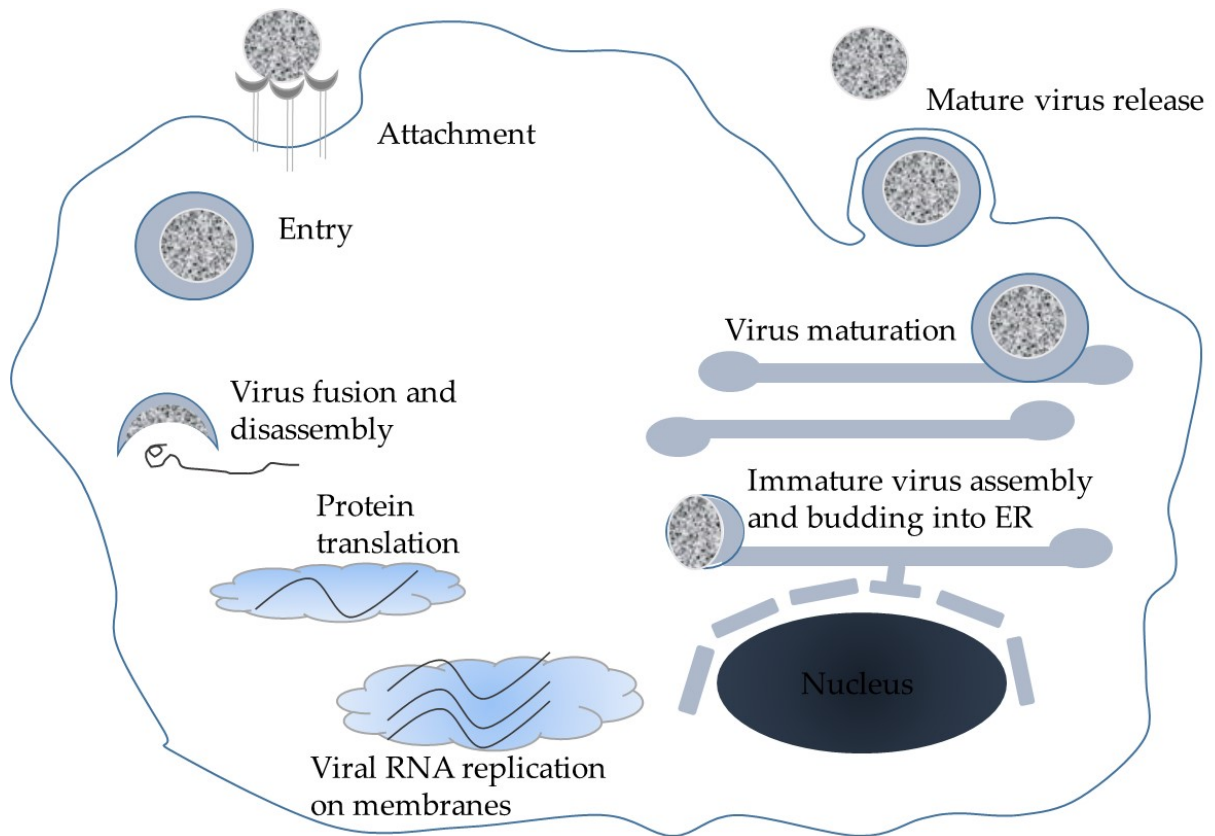 Attachment
Entry
Virus fusion and
disassembly
Protein
translation
Viral RNA replication
on membranes
Nucleus
Immature virus assembly
and budding into ER
Virus maturation
Mature virus release